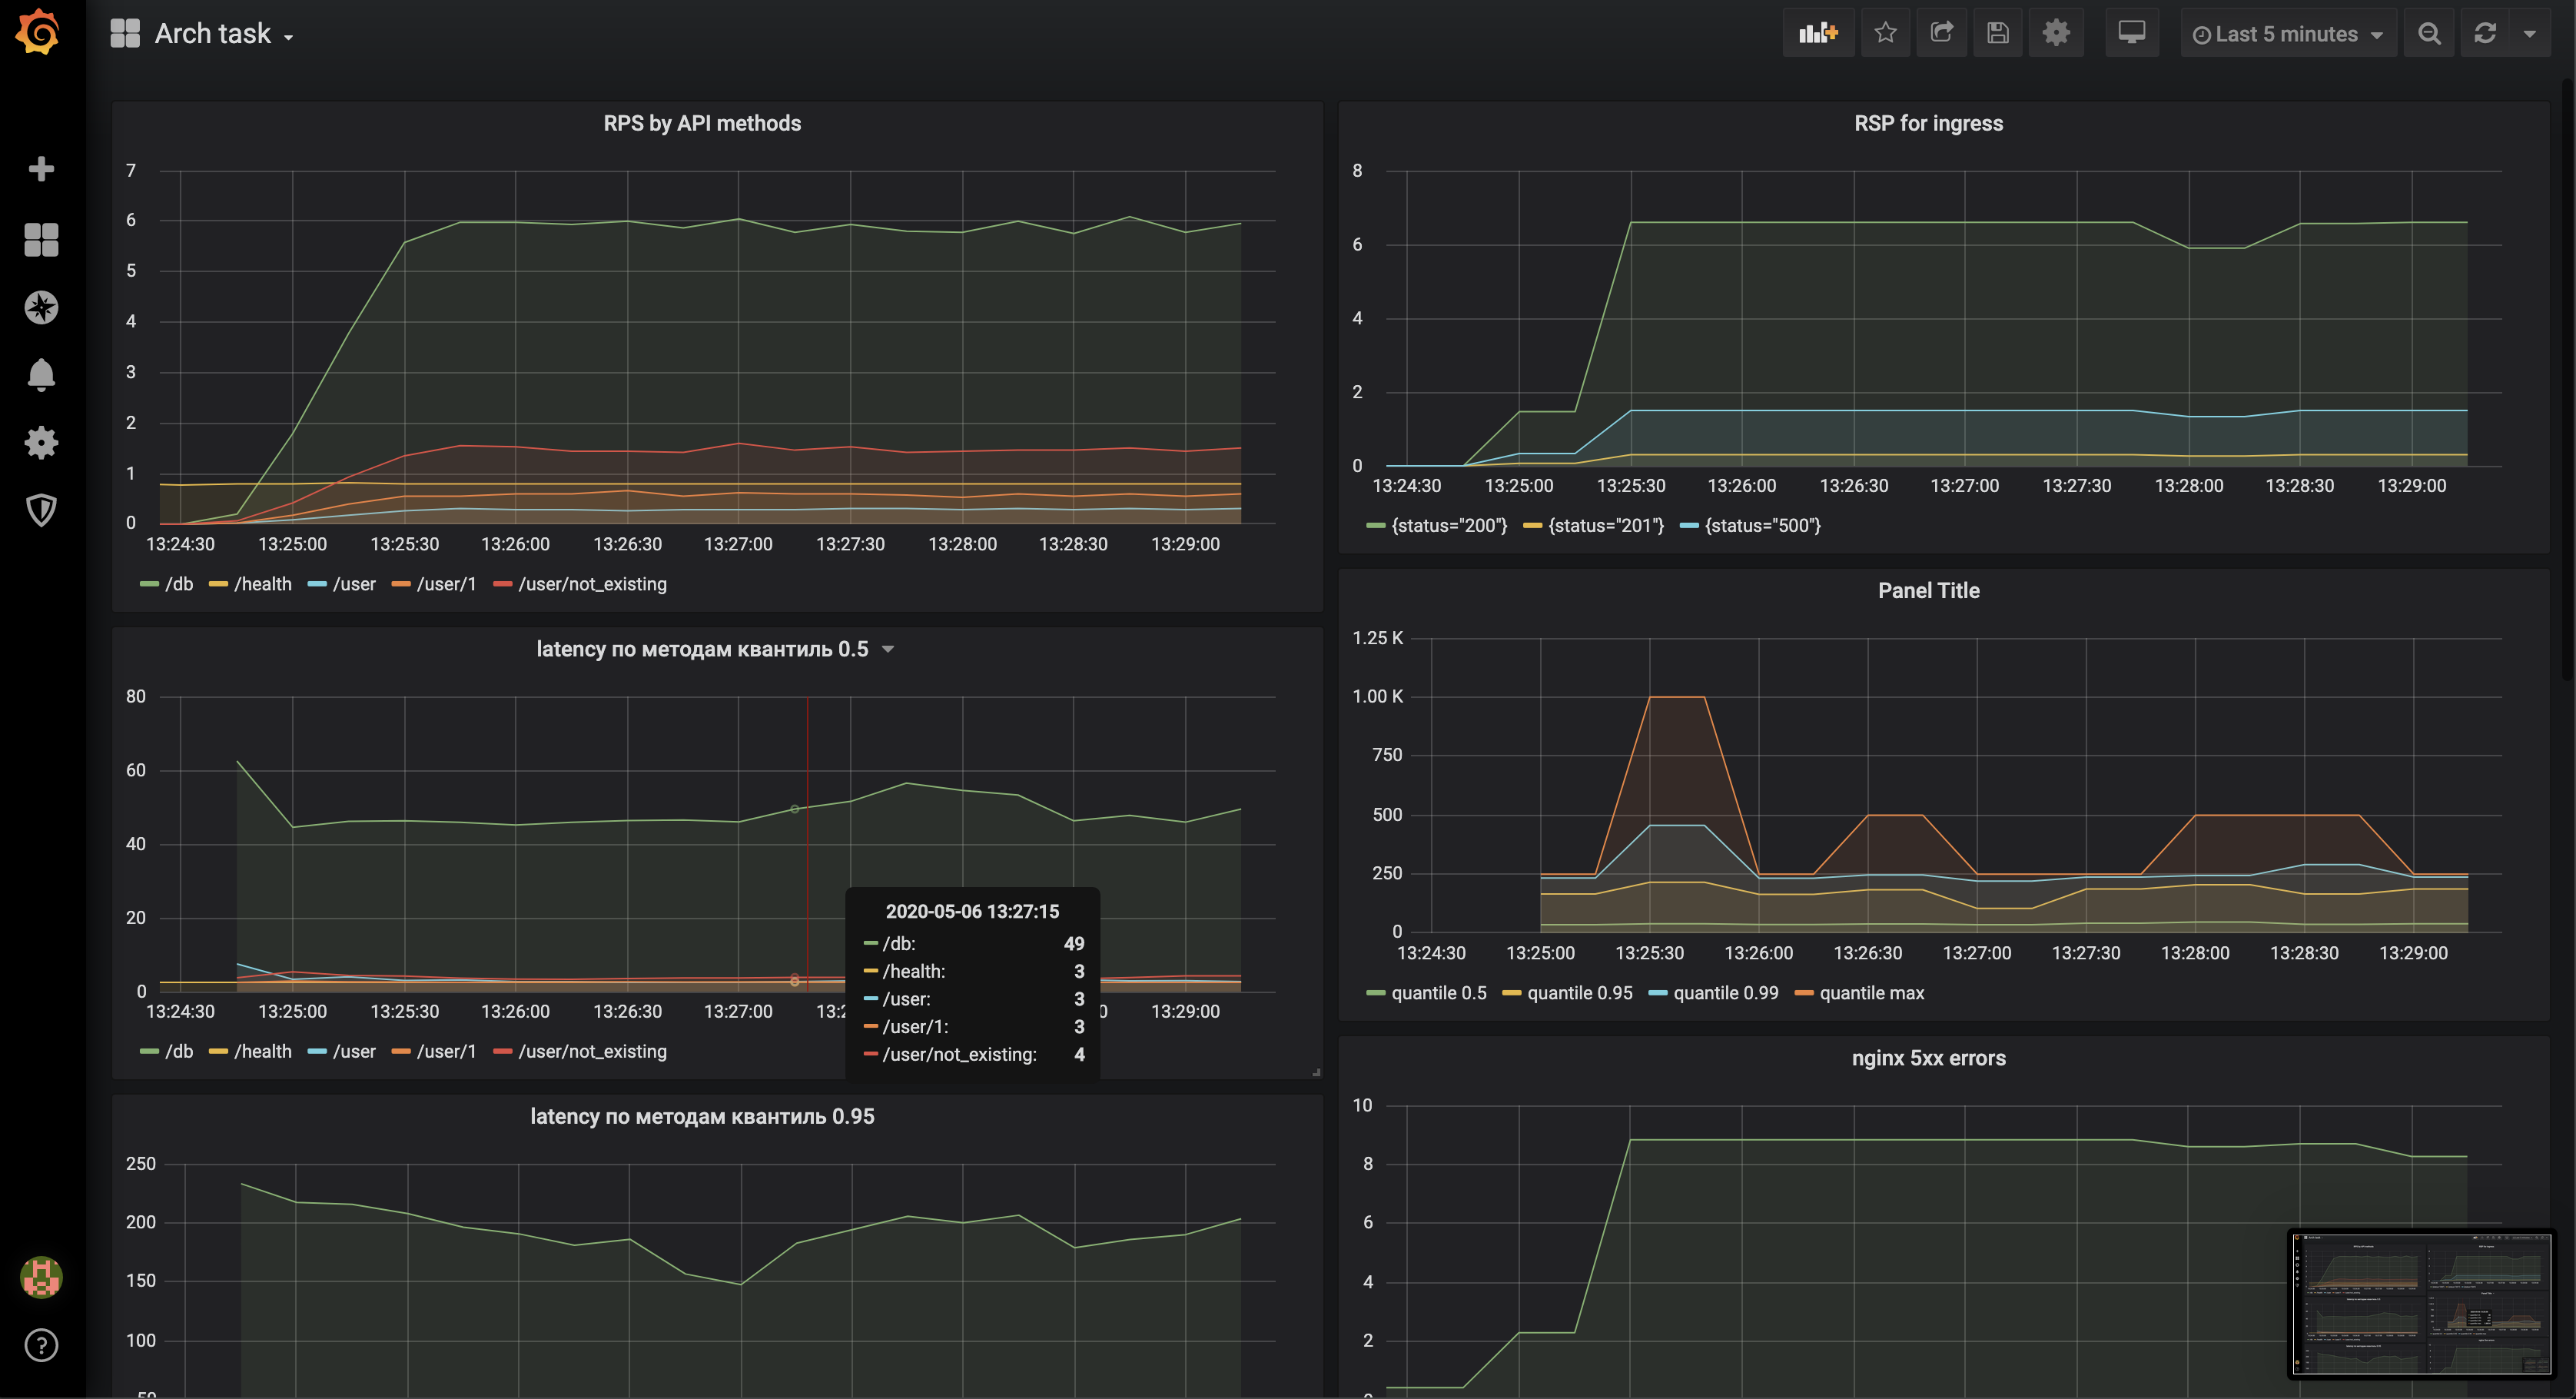 Arch task
Last 5 minutes
RPS by API methods
7
6
5
4
3
2
1
0
13:24:30 13:25:00 13:25:30 13:26:00 13:26:30 13:27:00 13:27:30 13:28:00 13:28:30 13:29:00
/db /health /user /user/1 /user/not_existing
RSP for ingress
8
6
4
2
0
13:24:30 13:25:00 13:25:30 13:26:00 13:26:30 13:27:00 13:27:30 13:28:00 13:28:30 13:29:00
{status="200"} {status="201"} {status="500"}
latency по методам квантиль 0.5
80
60
40
20
0
13:24:30 13:25:00 13:25:30 13:26:00 13:26:30 13:27:00 13:2 0 13:29:00
/db /health /user /user/1 /user/not_existing
2020-05-06 13:27:15
/db: 49
/health: 3
/user: 3
/user/1: 3
/user/not_existing: 4
Panel Title
1.25 K
1.00 K
750
500
250
0
13:24:30 13:25:00 13:25:30 13:26:00 13:26:30 13:27:00 13:27:30 13:28:00 13:28:30 13:29:00
quantile 0.5 quantile 0.95 quantile 0.99 quantile max
latency по методам квантиль 0.95
250
200
150
100
50
nginx 5xx errors
10
8
6
4
2
0